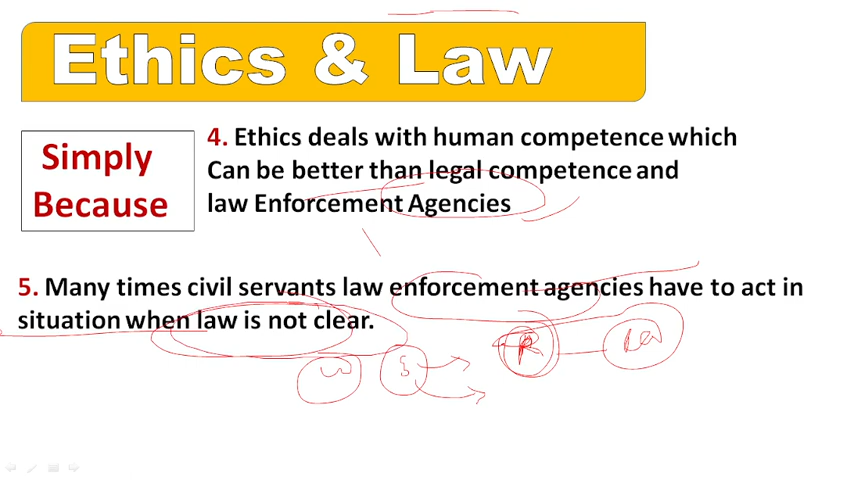 Ethics & Law
Simply
Because
4. Ethics deals with human competence which
Can be better than legal competence and
law Enforcement Agencies
5. Many times civil servants law enforcement agencies have to act in
situation when law is not clear.
R